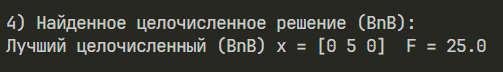 4) Найденное целочисленное решение (BnB):
Лучший целочисленный (BnB) x = [0 5 0]  F = 25.0